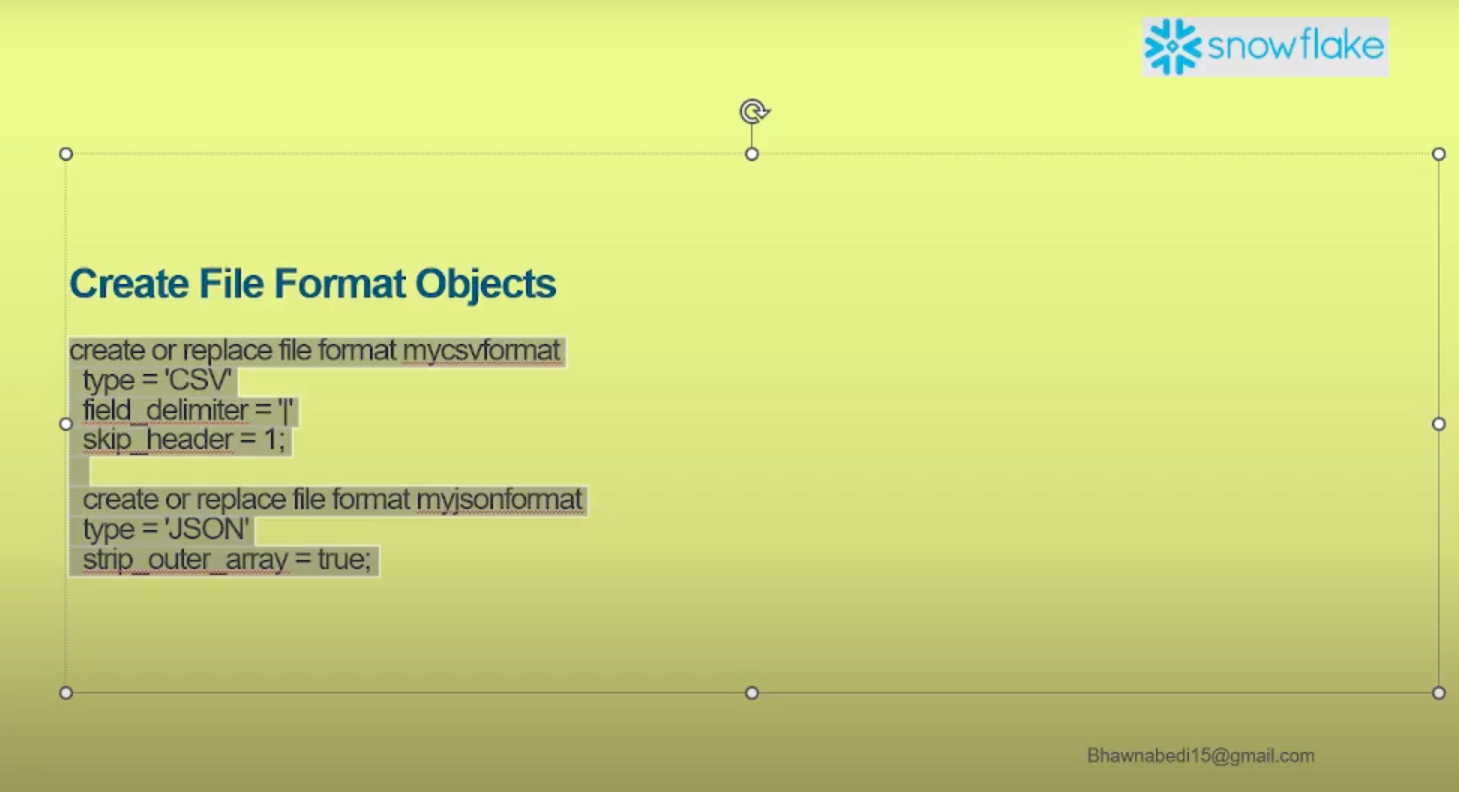 snowflake
Create File Format Objects
create or replace file format mycsvformat
type = 'CSV'
field_delimiter = '|'
skip_header = 1;
create or replace file format myjsonformat
type = 'JSON'
strip_outer_array = true;
Bhawnabedi15@gmail.com